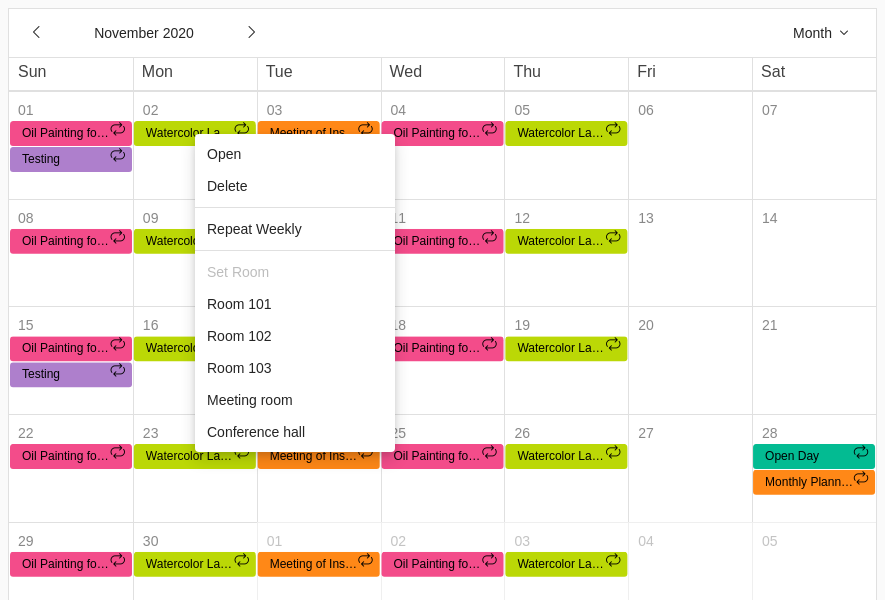 November 2020
Month
Sun Mon Tue Wed Thu Fri Sat
01 02 03 04 05 06 07
Oil Painting fo… Watercolor La… Meeting of Ins… Oil Painting fo… Watercolor La…
Testing
Open
Delete
Repeat Weekly
Set Room
Room 101
Room 102
Room 103
Meeting room
Conference hall
08 09 11 12 13 14
Oil Painting fo… Oil Painting fo… Watercolor La…
15 16 18 19 20 21
Oil Painting fo… Oil Painting fo… Watercolor La…
Testing
22 23 25 26 27 28
Oil Painting fo… Watercolor La… Meeting of Ins… Oil Painting fo… Watercolor La… Open Day
Monthly Plann…
29 30 01 02 03 04 05
Oil Painting fo… Watercolor La… Meeting of Ins… Oil Painting fo… Watercolor La…